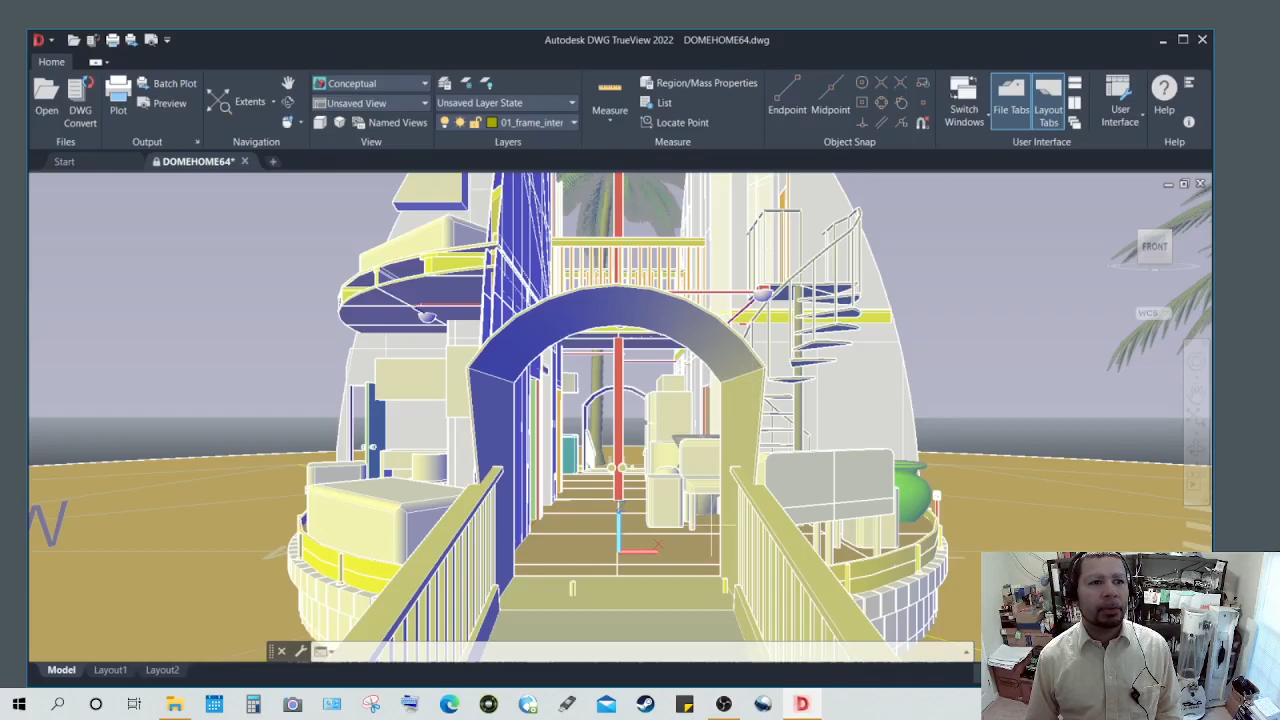 Autodesk DWG TrueView 2022 DOMEHOME64.dwg
Home
Open
DWG Convert
Files
Plot
Batch Plot
Preview
Output
Extents
Navigation
Conceptual
Unsaved View
Named Views
View
Unsaved Layer State
01_frame_inter
Layers
Measure
Region/Mass Properties
List
Locate Point
Measure
Endpoint
Midpoint
Object Snap
Switch Windows
File Tabs
Layout Tabs
User Interface
User Interface
Help
Help
Start
DOMEHOME64*
FRONT
WCS
W
X
Model
Layout1
Layout2